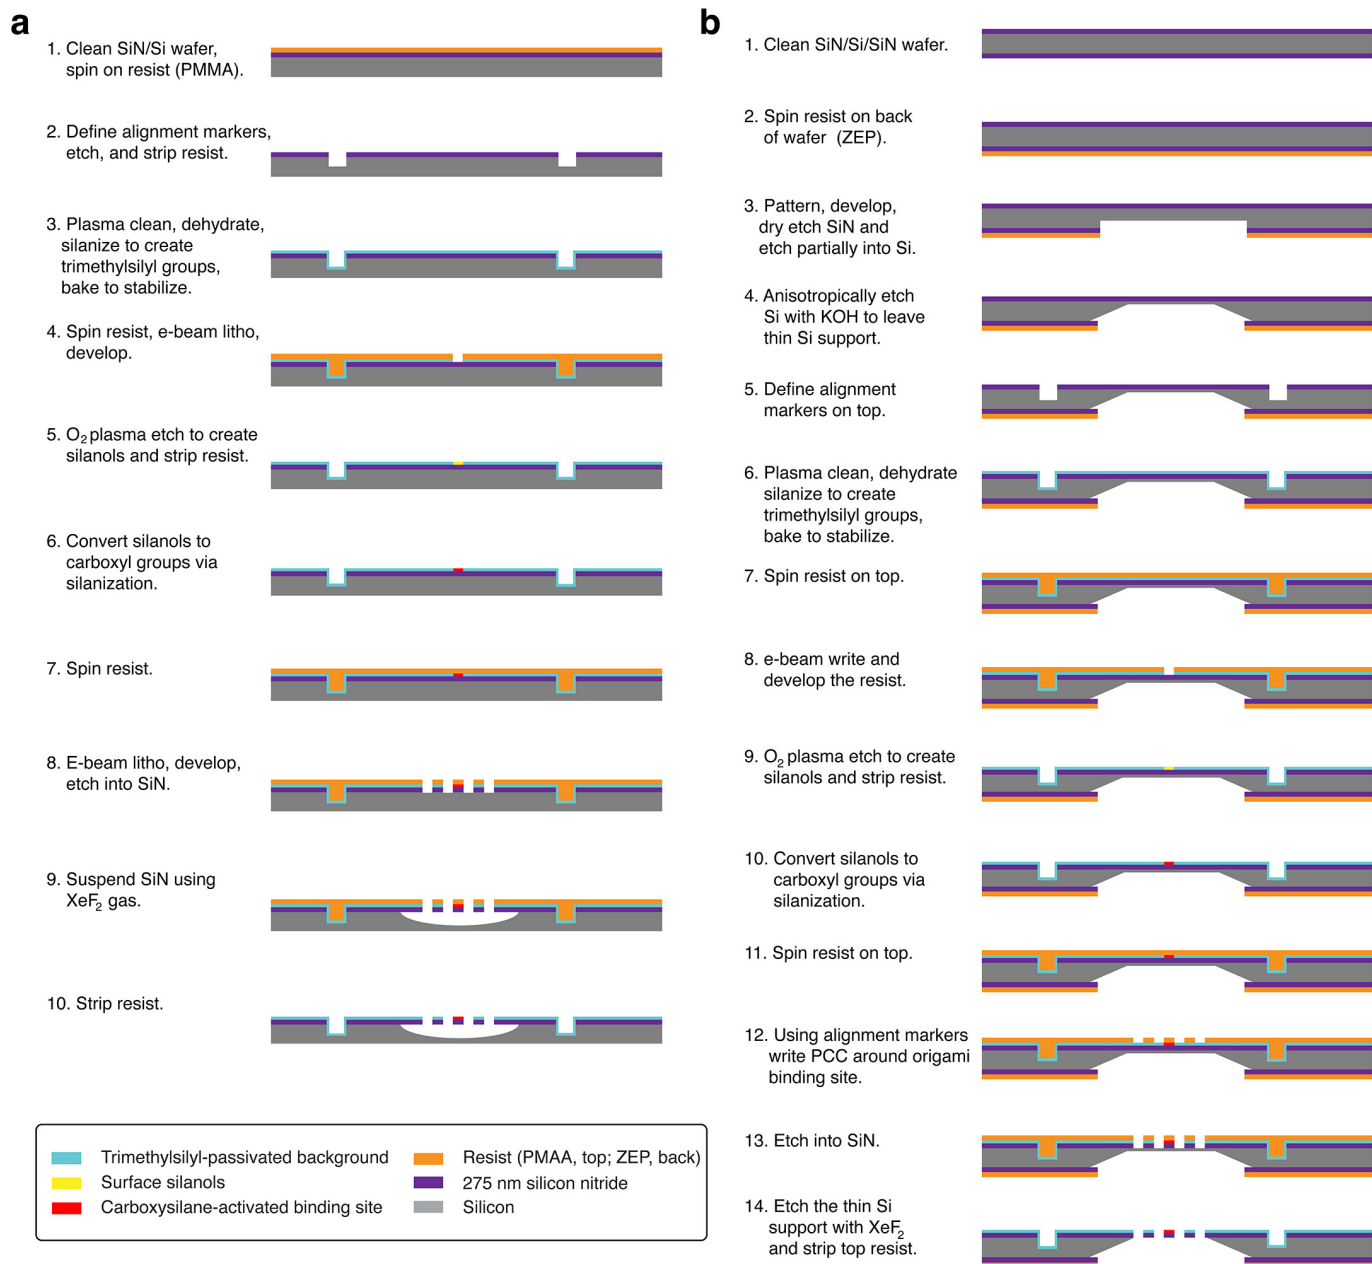 a
1. Clean SiN/Si wafer,
spin on resist (PMMA).
2. Define alignment markers,
etch, and strip resist.
3. Plasma clean, dehydrate,
silanize to create
trimethylsilyl groups,
bake to stabilize.
4. Spin resist, e-beam litho,
develop.
5. O2 plasma etch to create
silanols and strip resist.
6. Convert silanols to
carboxyl groups via
silanization.
7. Spin resist.
8. E-beam litho, develop,
etch into SiN.
9. Suspend SiN using
XeF2 gas.
10. Strip resist.
b
1. Clean SiN/Si/SiN wafer.
2. Spin resist on back
of wafer (ZEP).
3. Pattern, develop,
dry etch SiN and
etch partially into Si.
4. Anisotropically etch
Si with KOH to leave
thin Si support.
5. Define alignment
markers on top.
6. Plasma clean, dehydrate
silanize to create
trimethylsilyl groups,
bake to stabilize.
7. Spin resist on top.
8. e-beam write and
develop the resist.
9. O2 plasma etch to create
silanols and strip resist.
10. Convert silanols to
carboxyl groups via
silanization.
11. Spin resist on top.
12. Using alignment markers
write PCC around origami
binding site.
13. Etch into SiN.
14. Etch the thin Si
support with XeF2
and strip top resist.
Trimethylsilyl-passivated background
Surface silanols
Carboxysilane-activated binding site
Resist (PMAA, top; ZEP, back)
275 nm silicon nitride
Silicon